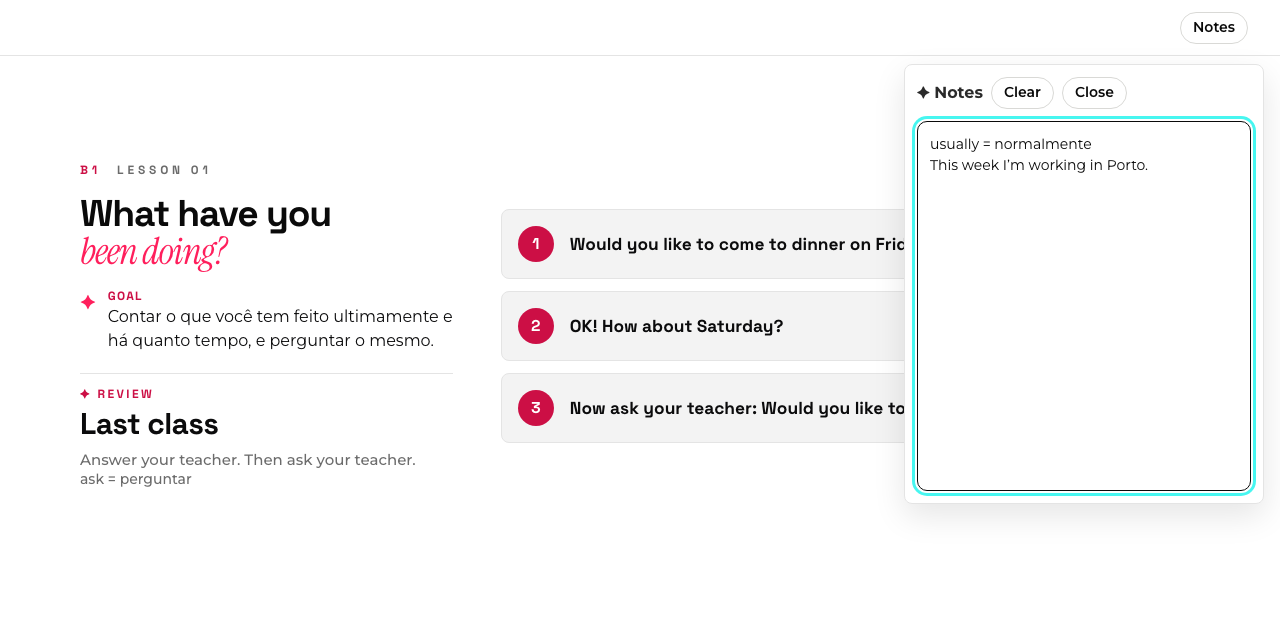 Notes
B1 LESSON 01
What have you
been doing?
GOAL
Contar o que você tem feito ultimamente e
há quanto tempo, e perguntar o mesmo.
REVIEW
Last class
Answer your teacher. Then ask your teacher.
ask = perguntar
1 Would you like to come to dinner on
2 OK! How about Saturday?
3 Now ask your teacher: Would you like to
Notes Clear Close
usually = normalmente
This week I'm working in Porto.